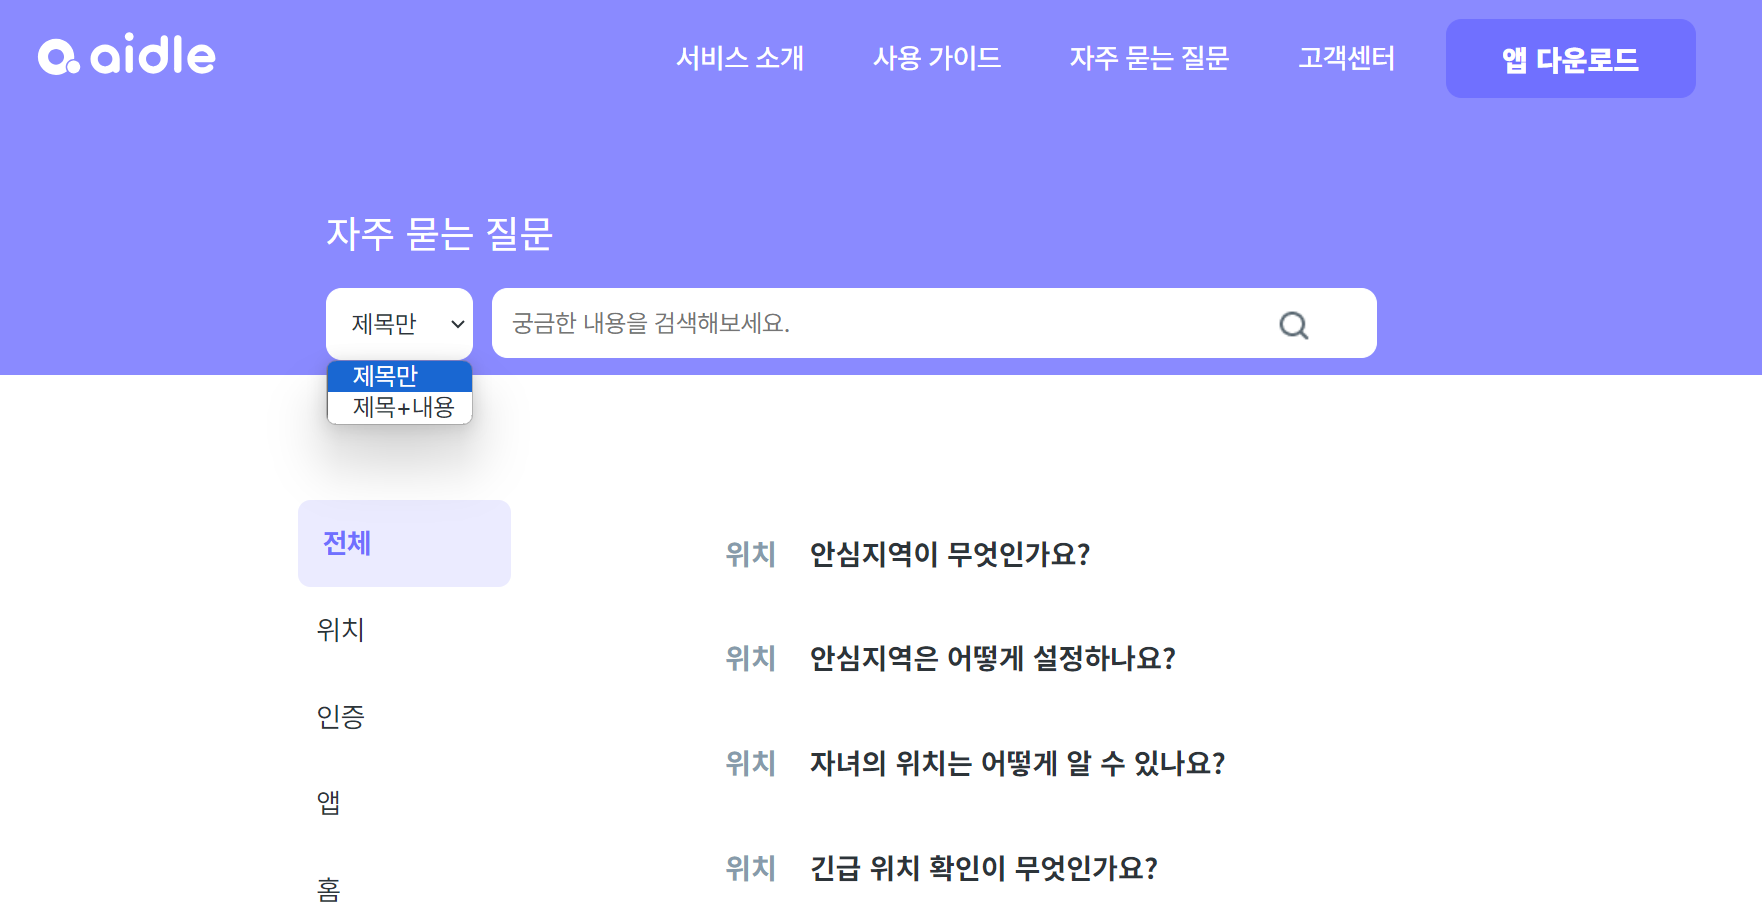 aidle
서비스 소개
사용 가이드
자주 묻는 질문
고객센터
앱 다운로드
자주 묻는 질문
제목만
궁금한 내용을 검색해보세요.
제목만
제목+내용
전체
위치
인증
앱
홈
위치 안심지역이 무엇인가요?
위치 안심지역은 어떻게 설정하나요?
위치 자녀의 위치는 어떻게 알 수 있나요?
위치 긴급 위치 확인이 무엇인가요?